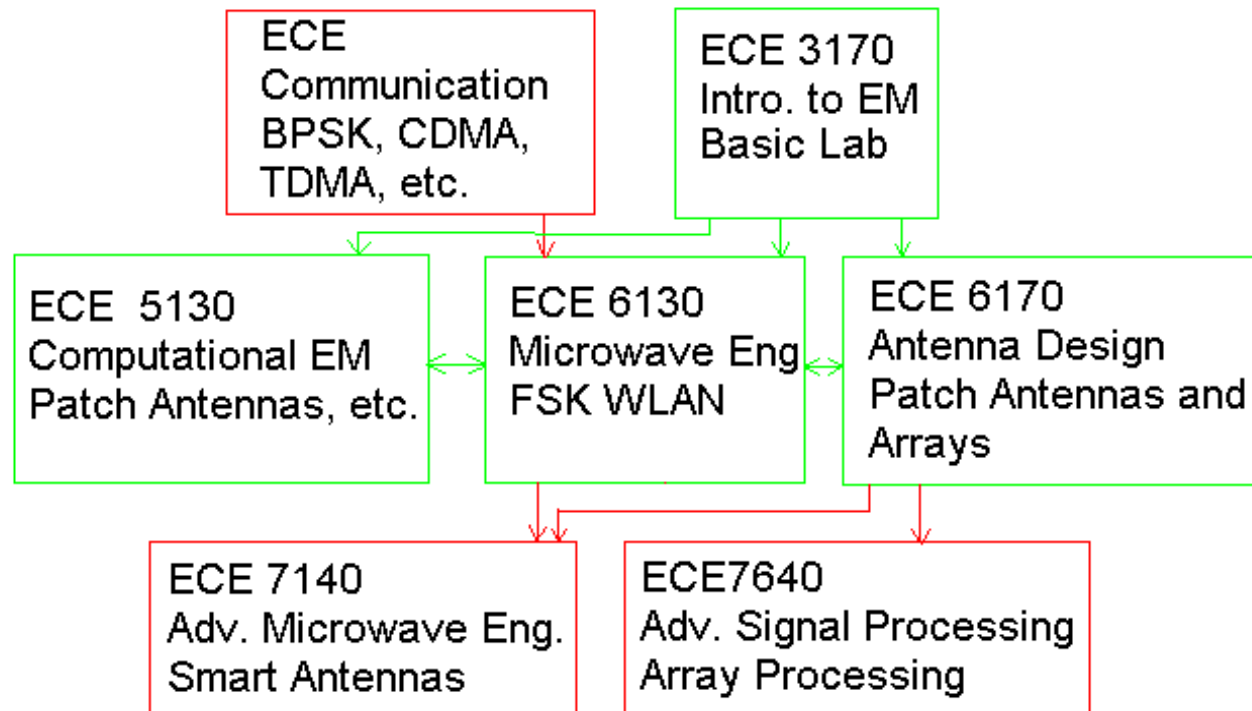 ECE
Communication
BPSK, CDMA,
TDMA, etc.
ECE 3170
Intro. to EM
Basic Lab
ECE 5130
Computational EM
Patch Antennas, etc.
ECE 6130
Microwave Eng
FSK WLAN
ECE 6170
Antenna Design
Patch Antennas and
Arrays
ECE 7140
Adv. Microwave Eng.
Smart Antennas
ECE7640
Adv. Signal Processing
Array Processing